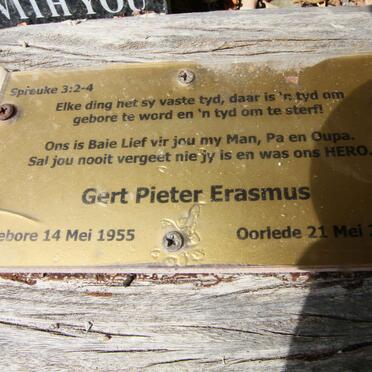 WITH YOU
Spreuke 3:2-4
Elke ding het sy vaste tyd, daar is 'n tyd om
gebore te word en 'n tyd om te sterf!
Ons is Baie Lief vir jou my Man, Pa en Oupa.
Sal jou nooit vergeet nie jy is en was ons HERO.
Gert Pieter Erasmus
ebore 14 Mei 1955 Oorlede 21 Mei